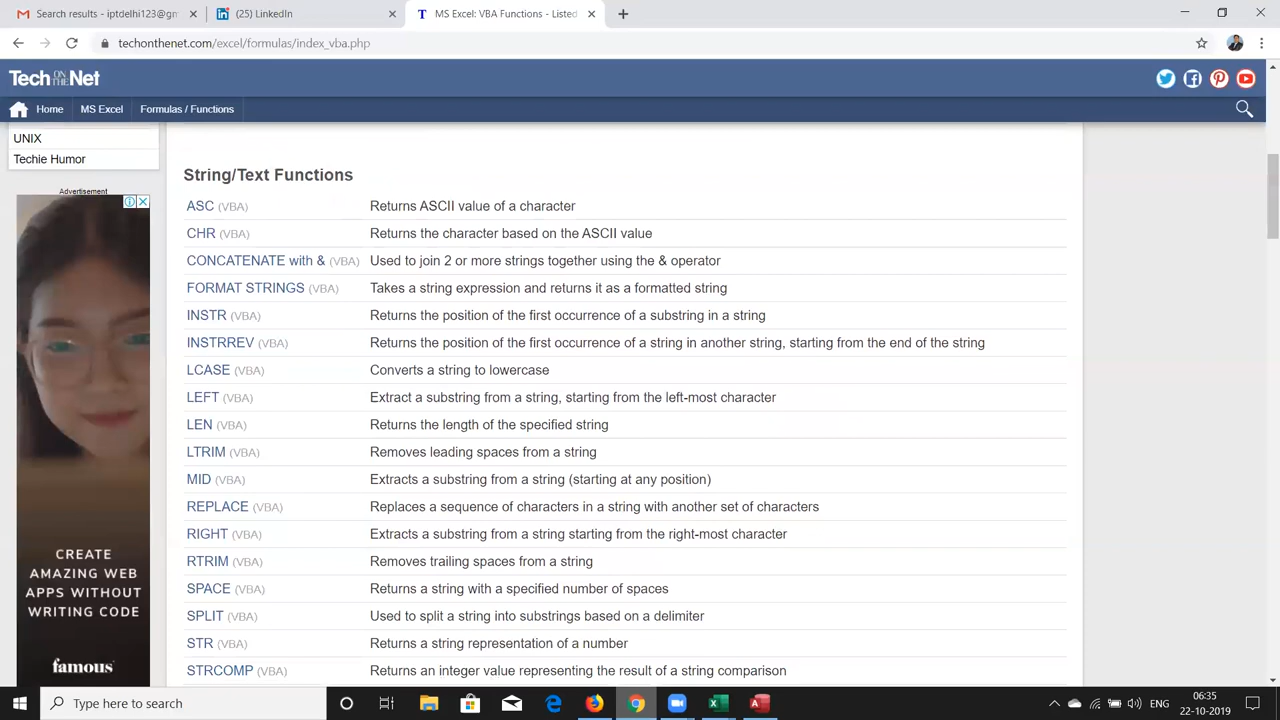 Search results - iptdelhi123@gm
(25) LinkedIn
T MS Excel: VBA Functions - Listed
techonthenet.com/excel/formulas/index_vba.php
Tech ON THE Net
Home MS Excel Formulas / Functions
UNIX
Techie Humor
Advertisement
String/Text Functions
ASC (VBA) Returns ASCII value of a character
CHR (VBA) Returns the character based on the ASCII value
CONCATENATE with & (VBA) Used to join 2 or more strings together using the & operator
FORMAT STRINGS (VBA) Takes a string expression and returns it as a formatted string
INSTR (VBA) Returns the position of the first occurrence of a substring in a string
INSTRREV (VBA) Returns the position of the first occurrence of a string in another string, starting from the end of the string
LCASE (VBA) Converts a string to lowercase
LEFT (VBA) Extract a substring from a string, starting from the left-most character
LEN (VBA) Returns the length of the specified string
LTRIM (VBA) Removes leading spaces from a string
MID (VBA) Extracts a substring from a string (starting at any position)
REPLACE (VBA) Replaces a sequence of characters in a string with another set of characters
RIGHT (VBA) Extracts a substring from a string starting from the right-most character
RTRIM (VBA) Removes trailing spaces from a string
SPACE (VBA) Returns a string with a specified number of spaces
SPLIT (VBA) Used to split a string into substrings based on a delimiter
STR (VBA) Returns a string representation of a number
STRCOMP (VBA) Returns an integer value representing the result of a string comparison
CREATE
AMAZING WEB
APPS WITHOUT
WRITING CODE
famous
Type here to search
ENG
06:35
22-10-2019